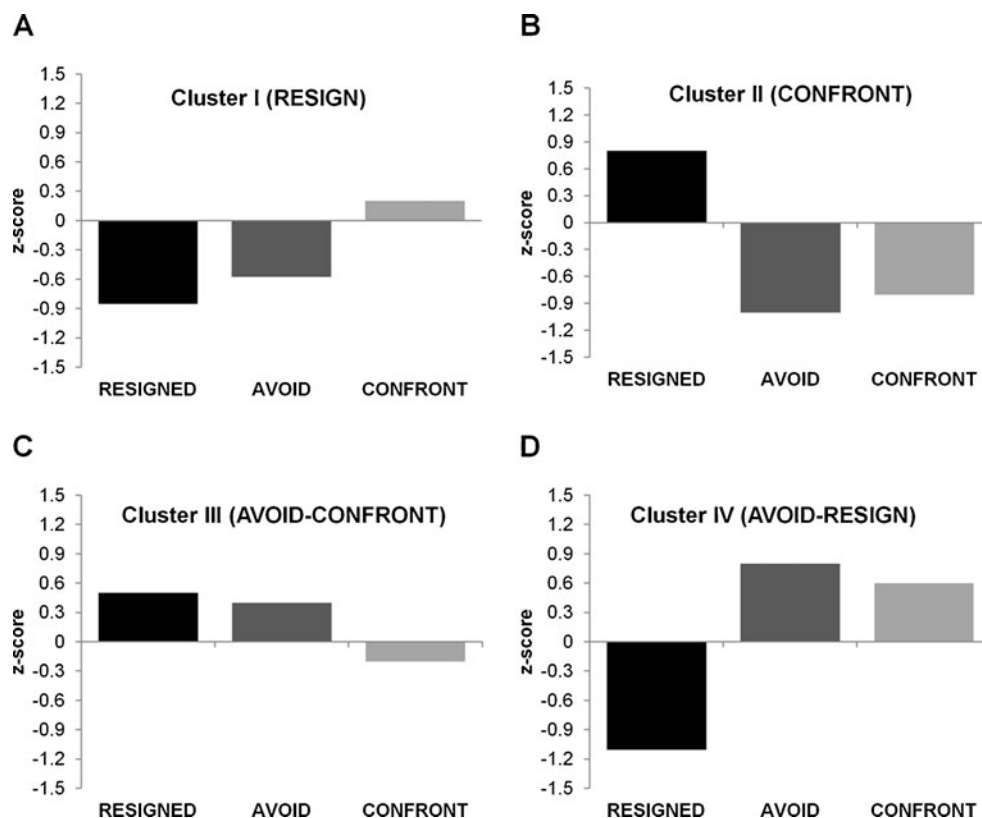 A
Cluster I (RESIGN)
z-score
1.5
1.2
0.9
0.6
0.3
0
-0.3
-0.6
-0.9
-1.2
-1.5
RESIGNED AVOID CONFRONT
B
Cluster II (CONFRONT)
z-score
1.5
1.2
0.9
0.6
0.3
0
-0.3
-0.6
-0.9
-1.2
-1.5
RESIGNED AVOID CONFRONT
C
Cluster III (AVOID-CONFRONT)
z-score
1.5
1.2
0.9
0.6
0.3
0
-0.3
-0.6
-0.9
-1.2
-1.5
RESIGNED AVOID CONFRONT
D
Cluster IV (AVOID-RESIGN)
z-score
1.5
1.2
0.9
0.6
0.3
0
-0.3
-0.6
-0.9
-1.2
-1.5
RESIGNED AVOID CONFRONT